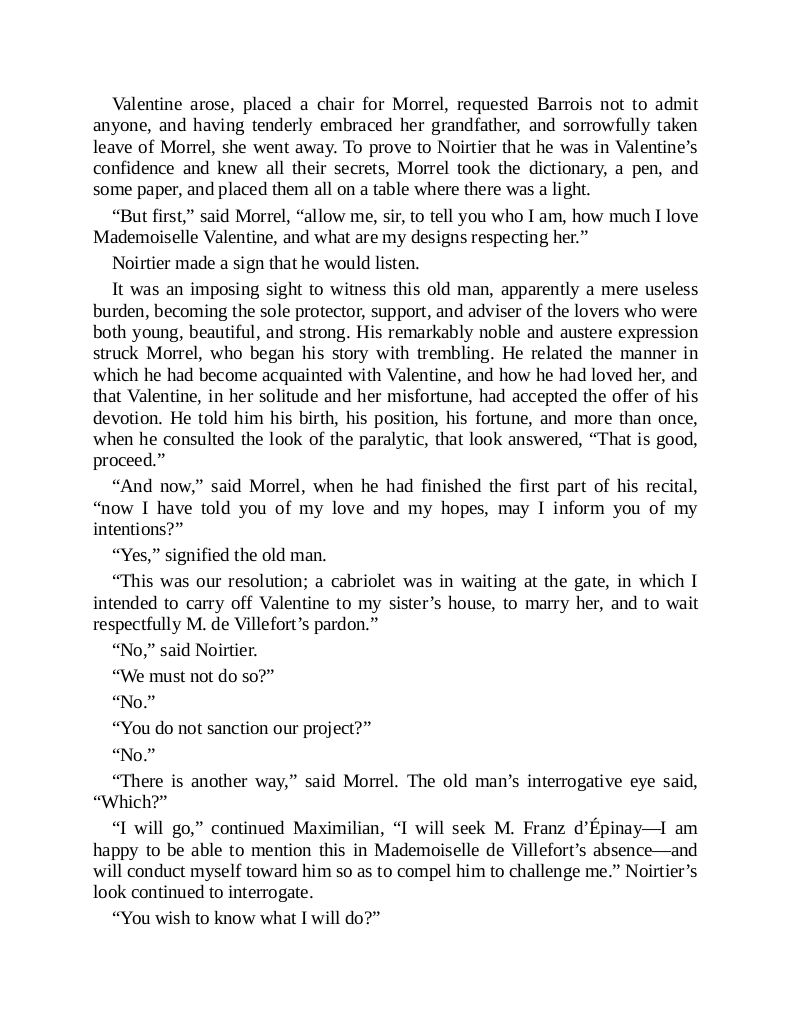 Valentine arose, placed a chair for Morrel, requested Barrois not to admit
anyone, and having tenderly embraced her grandfather, and sorrowfully taken
leave of Morrel, she went away. To prove to Noirtier that he was in Valentine’s
confidence and knew all their secrets, Morrel took the dictionary, a pen, and
some paper, and placed them all on a table where there was a light.
“But first,” said Morrel, “allow me, sir, to tell you who I am, how much I love
Mademoiselle Valentine, and what are my designs respecting her.”
Noirtier made a sign that he would listen.
It was an imposing sight to witness this old man, apparently a mere useless
burden, becoming the sole protector, support, and adviser of the lovers who were
both young, beautiful, and strong. His remarkably noble and austere expression
struck Morrel, who began his story with trembling. He related the manner in
which he had become acquainted with Valentine, and how he had loved her, and
that Valentine, in her solitude and her misfortune, had accepted the offer of his
devotion. He told him his birth, his position, his fortune, and more than once,
when he consulted the look of the paralytic, that look answered, “That is good,
proceed.”
“And now,” said Morrel, when he had finished the first part of his recital,
“now I have told you of my love and my hopes, may I inform you of my
intentions?”
“Yes,” signified the old man.
“This was our resolution; a cabriolet was in waiting at the gate, in which I
intended to carry off Valentine to my sister’s house, to marry her, and to wait
respectfully M. de Villefort’s pardon.”
“No,” said Noirtier.
“We must not do so?”
“No.”
“You do not sanction our project?”
“No.”
“There is another way,” said Morrel. The old man’s interrogative eye said,
“Which?”
“I will go,” continued Maximilian, “I will seek M. Franz d’Épinay—I am
happy to be able to mention this in Mademoiselle de Villefort’s absence—and
will conduct myself toward him so as to compel him to challenge me.” Noirtier’s
look continued to interrogate.
“You wish to know what I will do?”